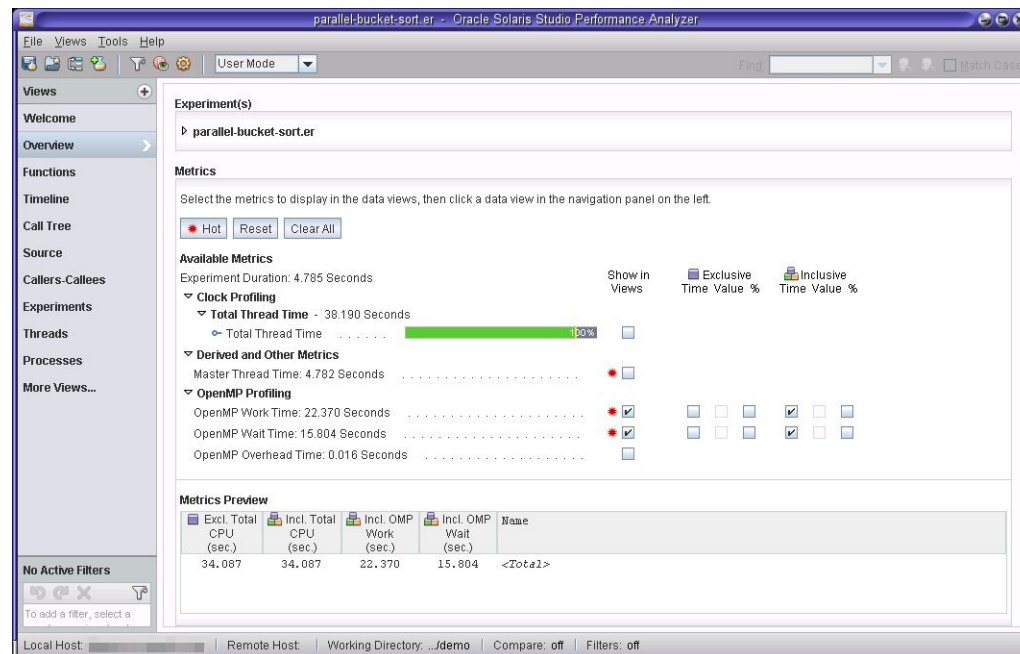 parallel-bucket-sort.er - Oracle Solaris Studio Performance Analyzer
File Views Tools Help
User Mode
Find:
Match Case
Views
Welcome
Overview
Functions
Timeline
Call Tree
Source
Callers-Callees
Experiments
Threads
Processes
More Views...
No Active Filters
To add a filter, select a
Experiment(s)
parallel-bucket-sort.er
Metrics
Select the metrics to display in the data views, then click a data view in the navigation panel on the left.
Hot Reset Clear All
Available Metrics
Experiment Duration: 4.785 Seconds
Show in Views
Exclusive
Time Value %
Inclusive
Time Value %
Clock Profiling
Total Thread Time - 38.190 Seconds
Total Thread Time . . . . . . 100%
Derived and Other Metrics
Master Thread Time: 4.782 Seconds
OpenMP Profiling
OpenMP Work Time: 22.370 Seconds
OpenMP Wait Time: 15.804 Seconds
OpenMP Overhead Time: 0.016 Seconds
Metrics Preview
Excl. Total CPU (sec.)
Incl. Total CPU (sec.)
Incl. OMP Work (sec.)
Incl. OMP Wait (sec.)
Name
34.087 34.087 22.370 15.804 <Total>
Local Host: Remote Host: Working Directory: .../demo Compare: off Filters: off